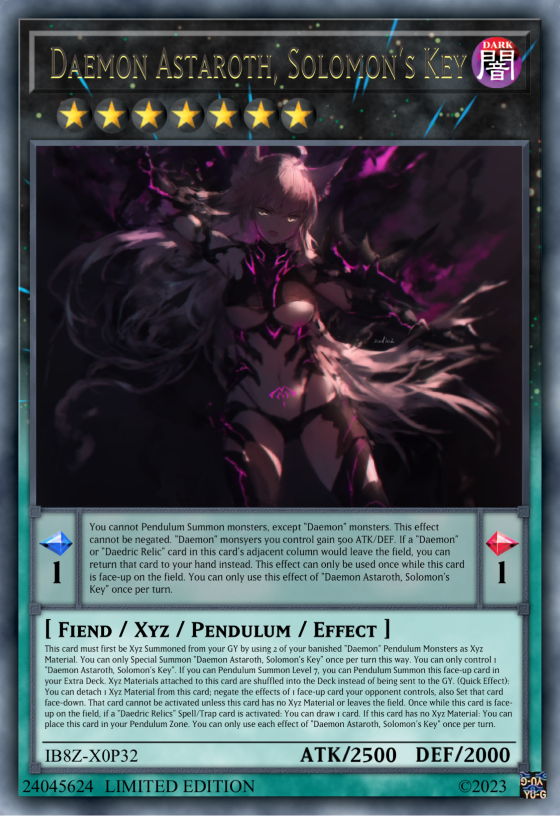 Daemon Astaroth, Solomon's Key
DARK
闇
You cannot Pendulum Summon monsters, except "Daemon" monsters. This effect
cannot be negated. "Daemon" monsyers you control gain 500 ATK/DEF. If a "Daemon"
or "Daedric Relic" card in this card's adjacent column would leave the field, you can
return that card to your hand instead. This effect can only be used once while this card
is face-up on the field. You can only use this effect of "Daemon Astaroth, Solomon's
Key" once per turn.
1
1
[ Fiend / Xyz / Pendulum / Effect ]
This card must first be Xyz Summoned from your GY by using 2 of your banished "Daemon" Pendulum Monsters as Xyz
Material. You can only Special Summon "Daemon Astaroth, Solomon's Key" once per turn this way. You can only control 1
"Daemon Astaroth, Solomon's Key". If you can Pendulum Summon Level 7, you can Pendulum Summon this face-up card in
your Extra Deck. Xyz Materials attached to this card are shuffled into the Deck instead of being sent to the GY. (Quick Effect):
You can detach 1 Xyz Material from this card; negate the effects of 1 face-up card your opponent controls, also Set that card
face-down. That card cannot be activated unless this card has no Xyz Material or leaves the field. Once while this card is face-
up on the field, if a "Daedric Relics" Spell/Trap card is activated: You can draw 1 card. If this card has no Xyz Material: You can
place this card in your Pendulum Zone. You can only use each effect of "Daemon Astaroth, Solomon's Key" once per turn.
IB8Z-X0P32
ATK/2500 DEF/2000
24045624 LIMITED EDITION
©2023
YU-G
YU-G